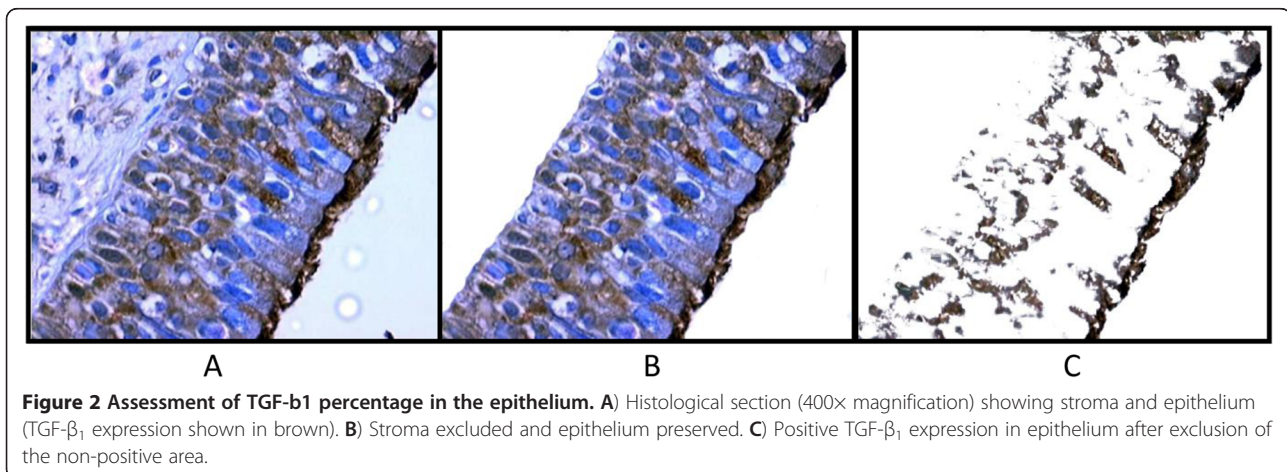 A B C
Figure 2 Assessment of TGF-b1 percentage in the epithelium. A) Histological section (400× magnification) showing stroma and epithelium
(TGF-β₁ expression shown in brown). B) Stroma excluded and epithelium preserved. C) Positive TGF-β₁ expression in epithelium after exclusion of
the non-positive area.